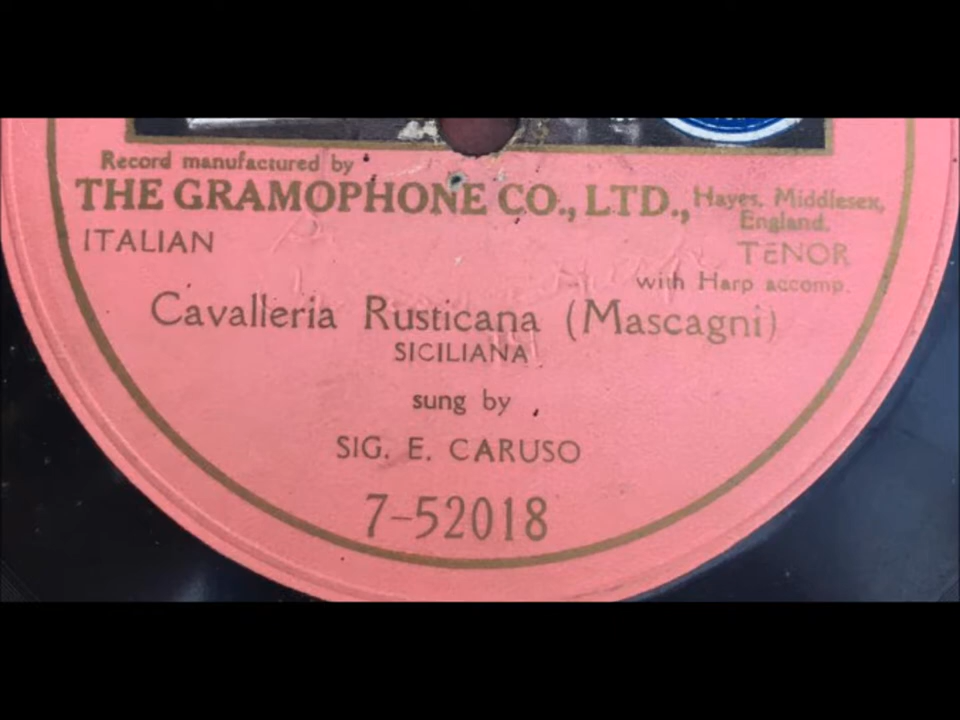 Record manufactured by
THE GRAMOPHONE CO., LTD., Hayes, Middlesex,
England.
ITALIAN TENOR
with Harp accomp.
Cavalleria Rusticana (Mascagni)
SICILIANA
sung by
SIG. E. CARUSO
7-52018